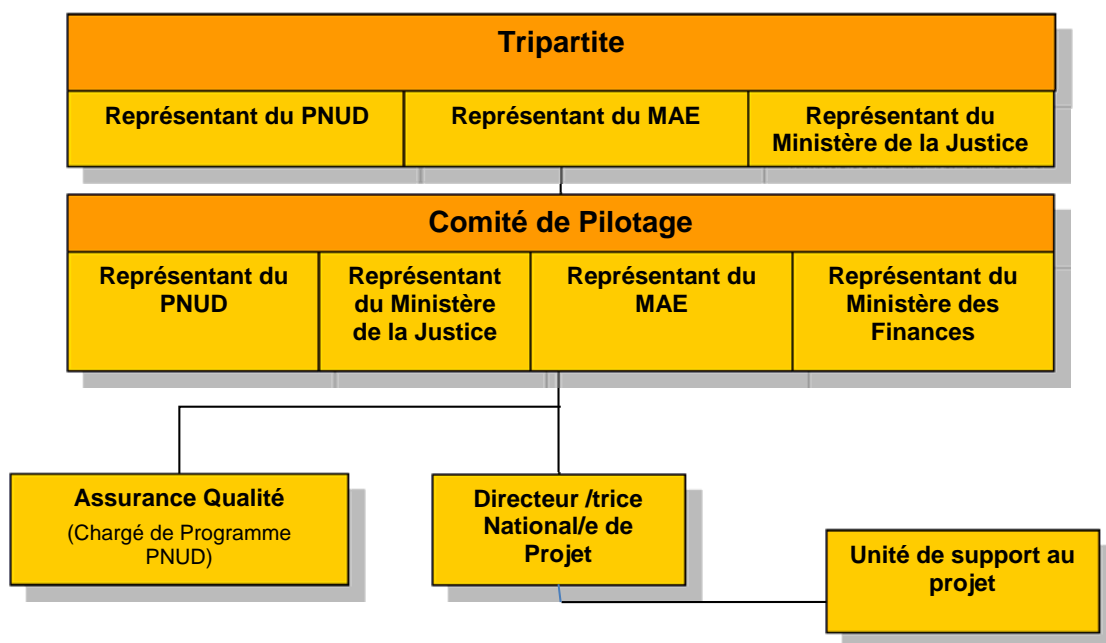 Tripartite
Représentant du PNUD
Représentant du MAE
Représentant du
Ministère de la Justice
Comité de Pilotage
Représentant du
PNUD
Représentant
du Ministère
de la Justice
Représentant du
MAE
Représentant du
Ministère des
Finances
Assurance Qualité
(Chargé de Programme
PNUD)
Directeur /trice
National/e de
Projet
Unité de support au
projet